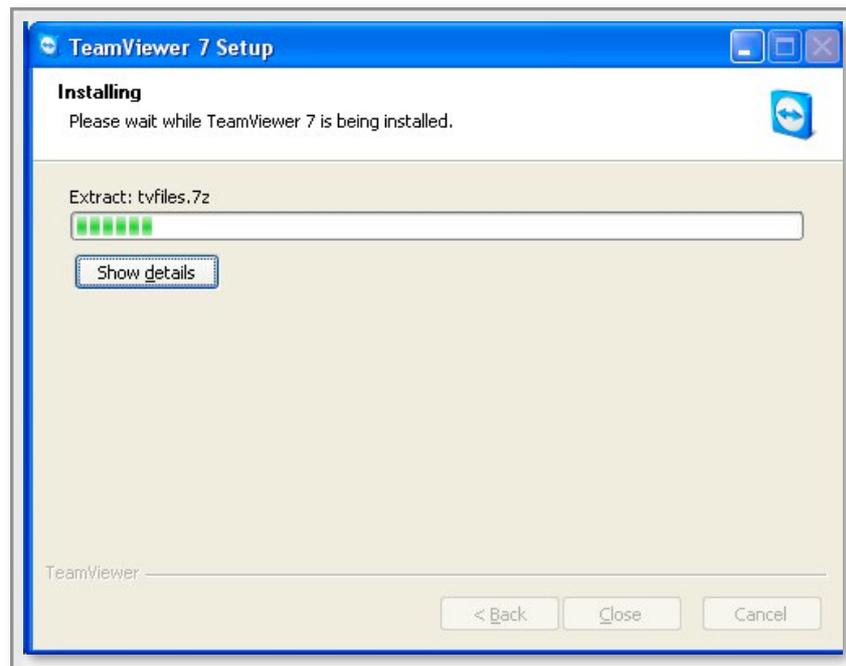 TeamViewer 7 Setup
Installing
Please wait while TeamViewer 7 is being installed.
Extract: tvfiles.7z
Show details
TeamViewer
< Back Close Cancel